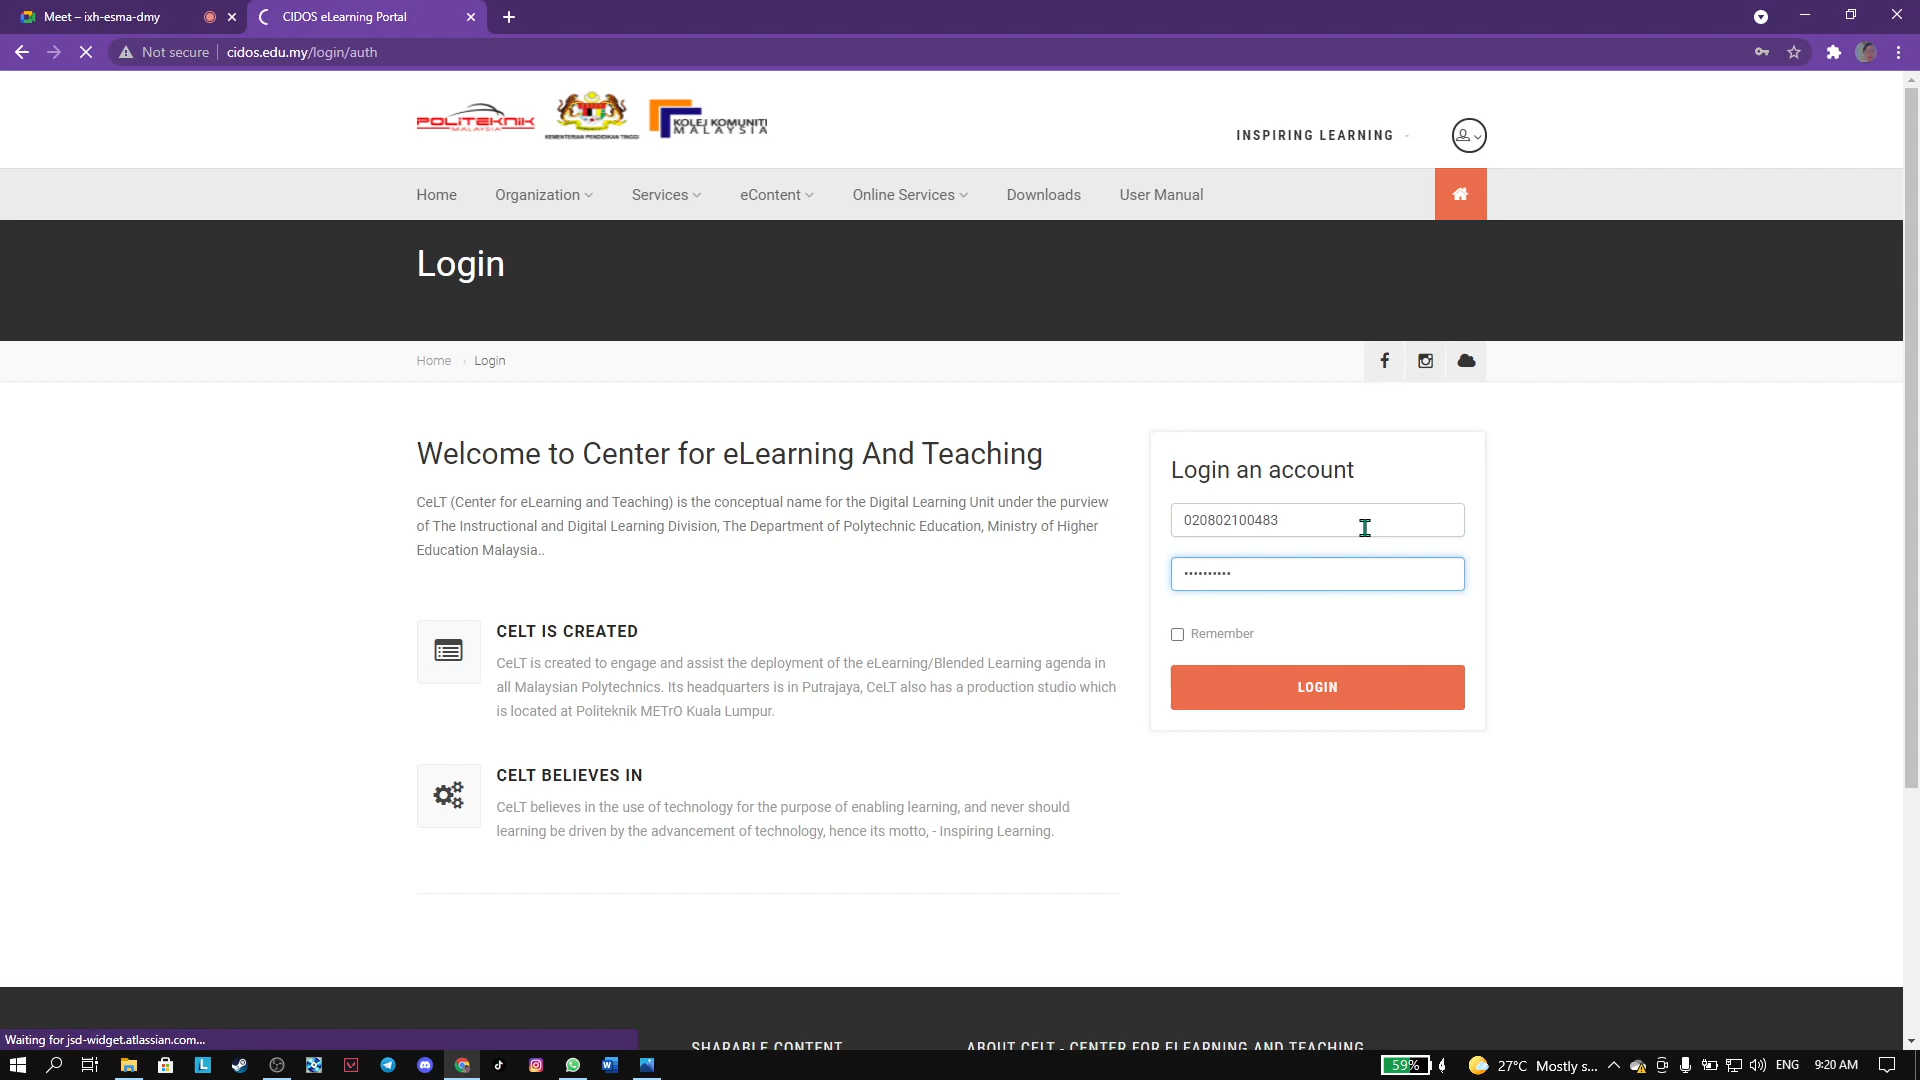 Meet – ixh-esma-dmy
CIDOS eLearning Portal
Not secure
cidos.edu.my/login/auth
POLITEKNIK
MALAYSIA
KEMENTERIAN PENDIDIKAN TINGGI
KOLEJ KOMUNITI
MALAYSIA
INSPIRING LEARNING -
Home
Organization
Services
eContent
Online Services
Downloads
User Manual
Login
Home › Login
Welcome to Center for eLearning And Teaching
CeLT (Center for eLearning and Teaching) is the conceptual name for the Digital Learning Unit under the purview
of The Instructional and Digital Learning Division, The Department of Polytechnic Education, Ministry of Higher
Education Malaysia..
CELT IS CREATED
CeLT is created to engage and assist the deployment of the eLearning/Blended Learning agenda in
all Malaysian Polytechnics. Its headquarters is in Putrajaya, CeLT also has a production studio which
is located at Politeknik METrO Kuala Lumpur.
CELT BELIEVES IN
CeLT believes in the use of technology for the purpose of enabling learning, and never should
learning be driven by the advancement of technology, hence its motto, - Inspiring Learning.
Login an account
020802100483
••••••••••
Remember
LOGIN
SHARABLE CONTENT
ABOUT CELT - CENTER FOR ELEARNING AND TEACHING
Waiting for jsd-widget.atlassian.com...
59%
27°C Mostly s...
ENG
9:20 AM